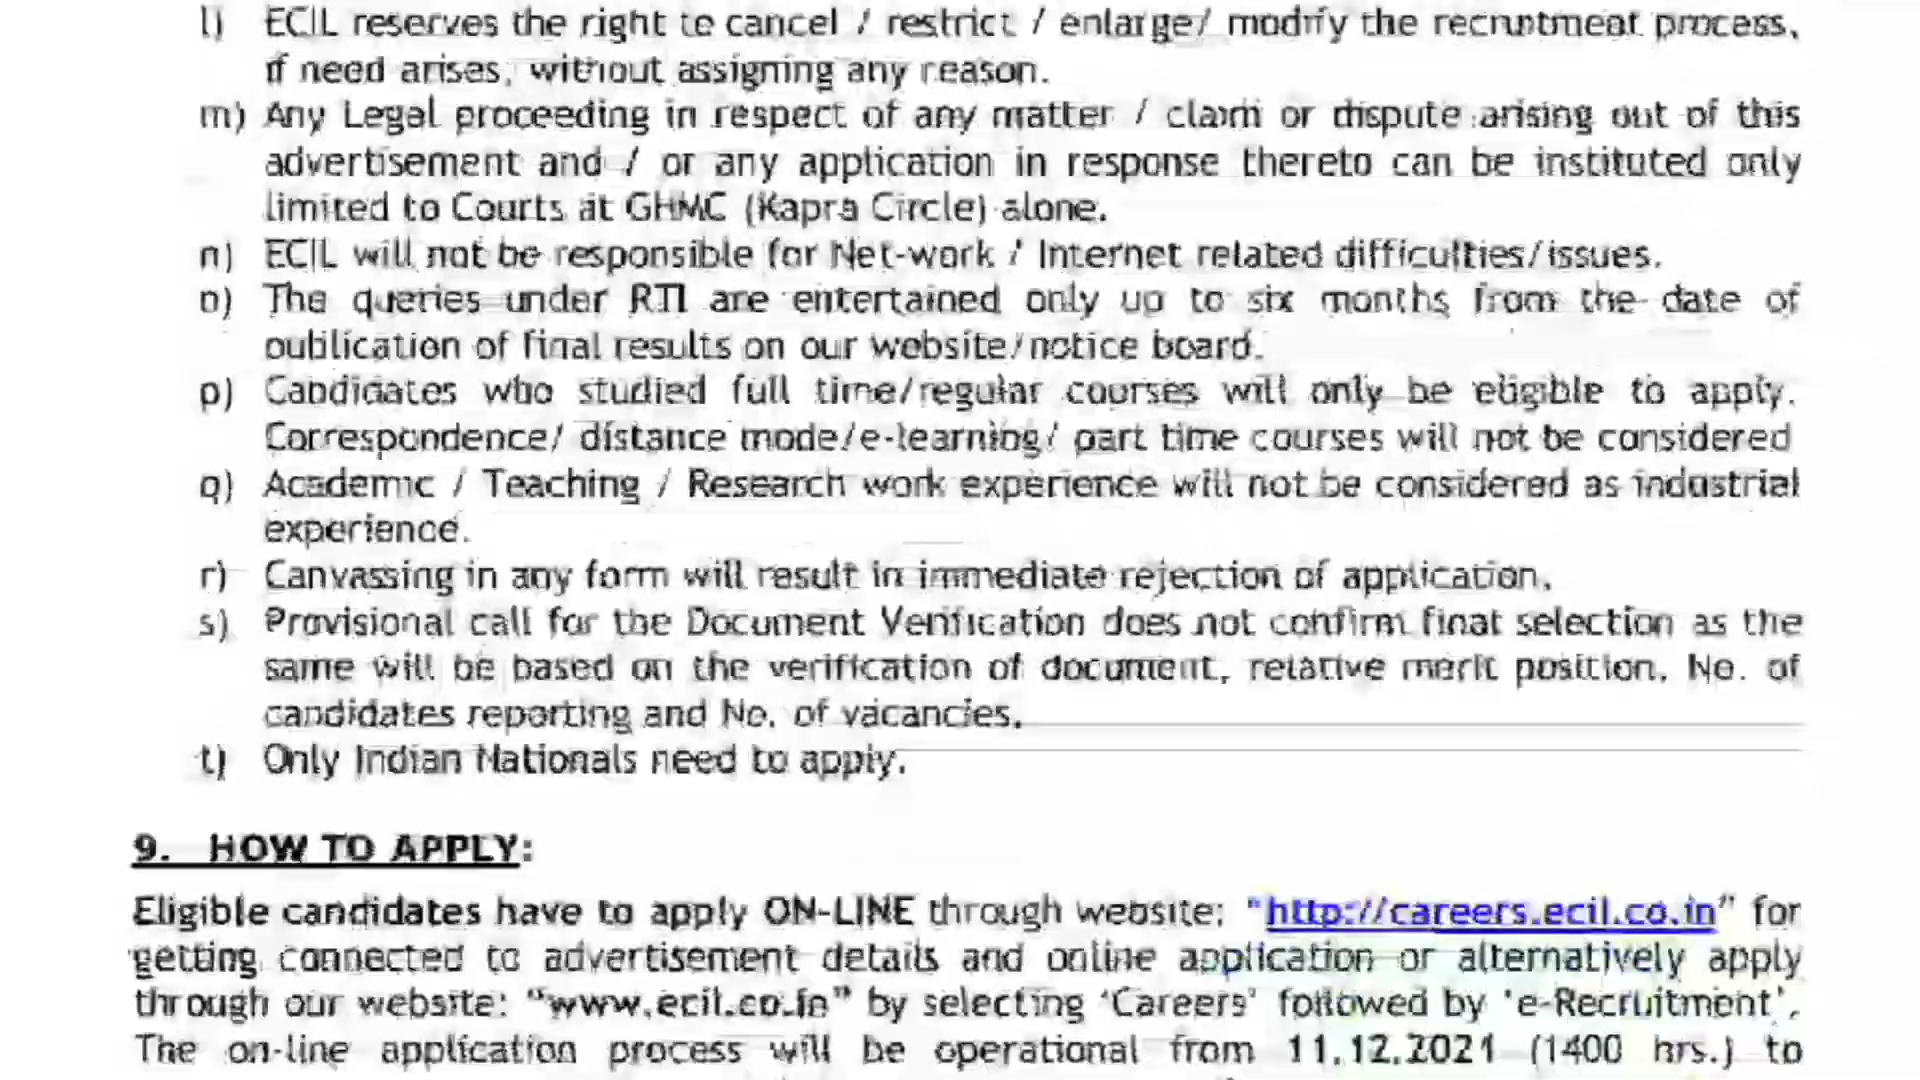 l) ECIL reserves the right to cancel / restrict / enlarge/ modify the recruitment process,
if need arises, without assigning any reason.
m) Any Legal proceeding in respect of any matter / claim or dispute arising out of this
advertisement and / or any application in response thereto can be instituted only
limited to Courts at GHMC (Kapra Circle) alone.
n) ECIL will not be responsible for Net-work / Internet related difficulties/issues.
o) The queries under RTI are entertained only up to six months from the date of
publication of final results on our website/notice board.
p) Candidates who studied full time/regular courses will only be eligible to apply.
Correspondence/ distance mode/e-learning/ part time courses will not be considered
q) Academic / Teaching / Research work experience will not be considered as industrial
experience.
r) Canvassing in any form will result in immediate rejection of application.
s) Provisional call for the Document Verification does not confirm final selection as the
same will be based on the verification of document, relative merit position, No. of
candidates reporting and No. of vacancies.
t) Only Indian Nationals need to apply.
9. HOW TO APPLY:
Eligible candidates have to apply ON-LINE through website: "http://careers.ecil.co.in" for
getting connected to advertisement details and online application or alternatively apply
through our website: "www.ecil.co.in" by selecting 'Careers' followed by 'e-Recruitment'.
The on-line application process will be operational from 11.12.2021 (1400 hrs.) to